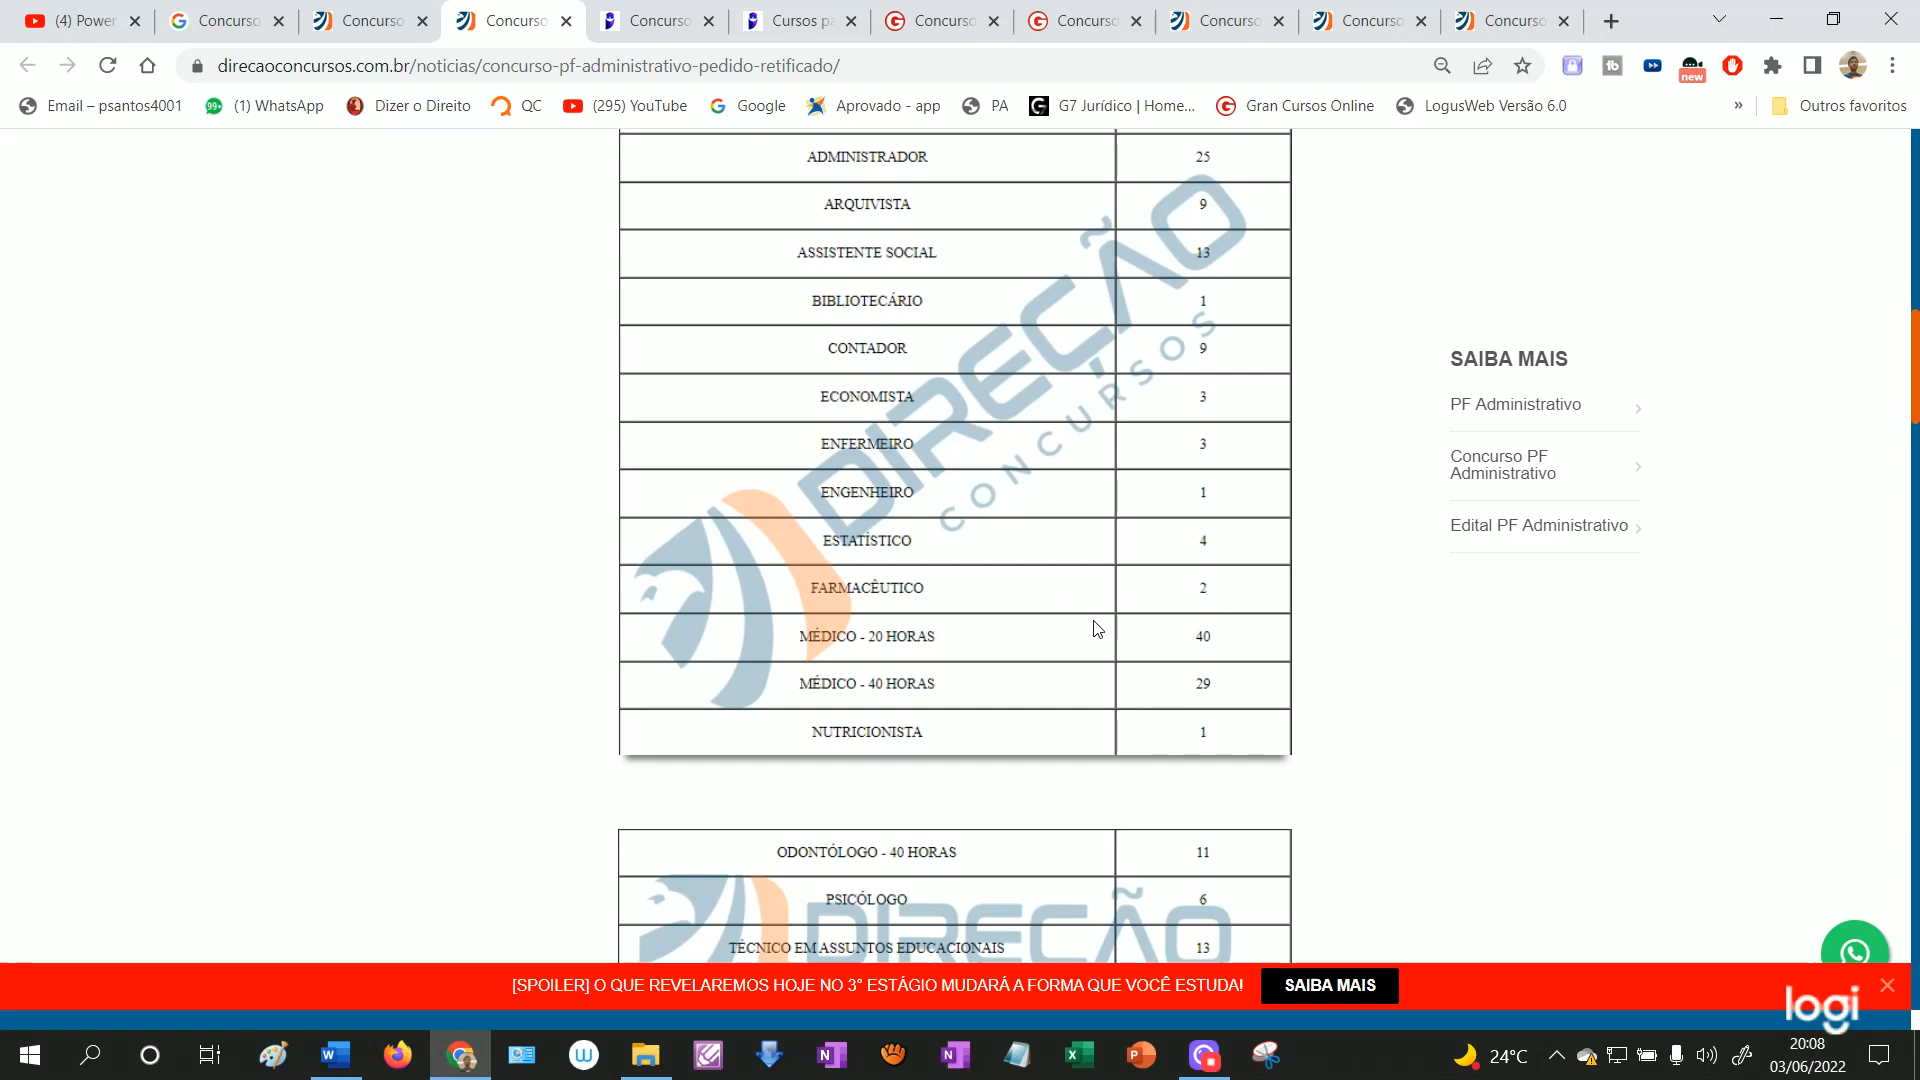 (4) Power
Concurso
Concurso
Concurso
Concurso
Cursos pa
Concurso
Concurso
Concurso
Concurso
Concurso
direcaoconcursos.com.br/noticias/concurso-pf-administrativo-pedido-retificado/
new
Email – psantos4001
(1) WhatsApp
Dizer o Direito
QC
(295) YouTube
Google
Aprovado - app
PA
G7 Jurídico | Home...
Gran Cursos Online
LogusWeb Versão 6.0
»
Outros favoritos
ADMINISTRADOR 25
ARQUIVISTA 9
ASSISTENTE SOCIAL 13
BIBLIOTECÁRIO 1
CONTADOR 9
ECONOMISTA 3
ENFERMEIRO 3
ENGENHEIRO 1
ESTATÍSTICO 4
FARMACÊUTICO 2
MÉDICO - 20 HORAS 40
MÉDICO - 40 HORAS 29
NUTRICIONISTA 1
DIREÇÃO
CONCURSOS
SAIBA MAIS
PF Administrativo
Concurso PF
Administrativo
Edital PF Administrativo
ODONTÓLOGO - 40 HORAS 11
PSICÓLOGO 6
TÉCNICO EM ASSUNTOS EDUCACIONAIS 13
DIREÇÃO
[SPOILER] O QUE REVELAREMOS HOJE NO 3° ESTÁGIO MUDARÁ A FORMA QUE VOCÊ ESTUDA!
SAIBA MAIS
logi
24°C
20:08
03/06/2022